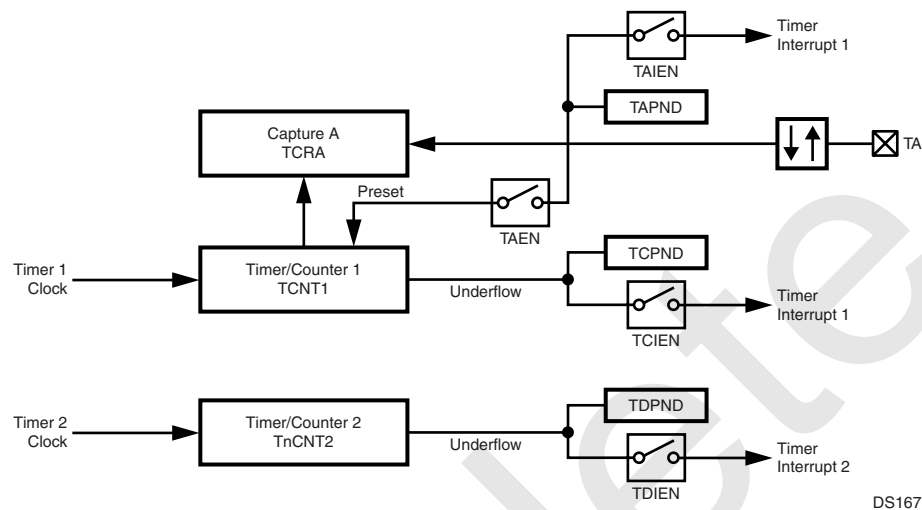 Timer
Interrupt 1
TAIEN
TAPND
Capture A
TCRA
TA
Preset
TAEN
Timer 1
Clock
Timer/Counter 1
TCNT1
Underflow
TCPND
TCIEN
Timer
Interrupt 1
Timer 2
Clock
Timer/Counter 2
TnCNT2
Underflow
TDPND
TDIEN
Timer
Interrupt 2
DS167